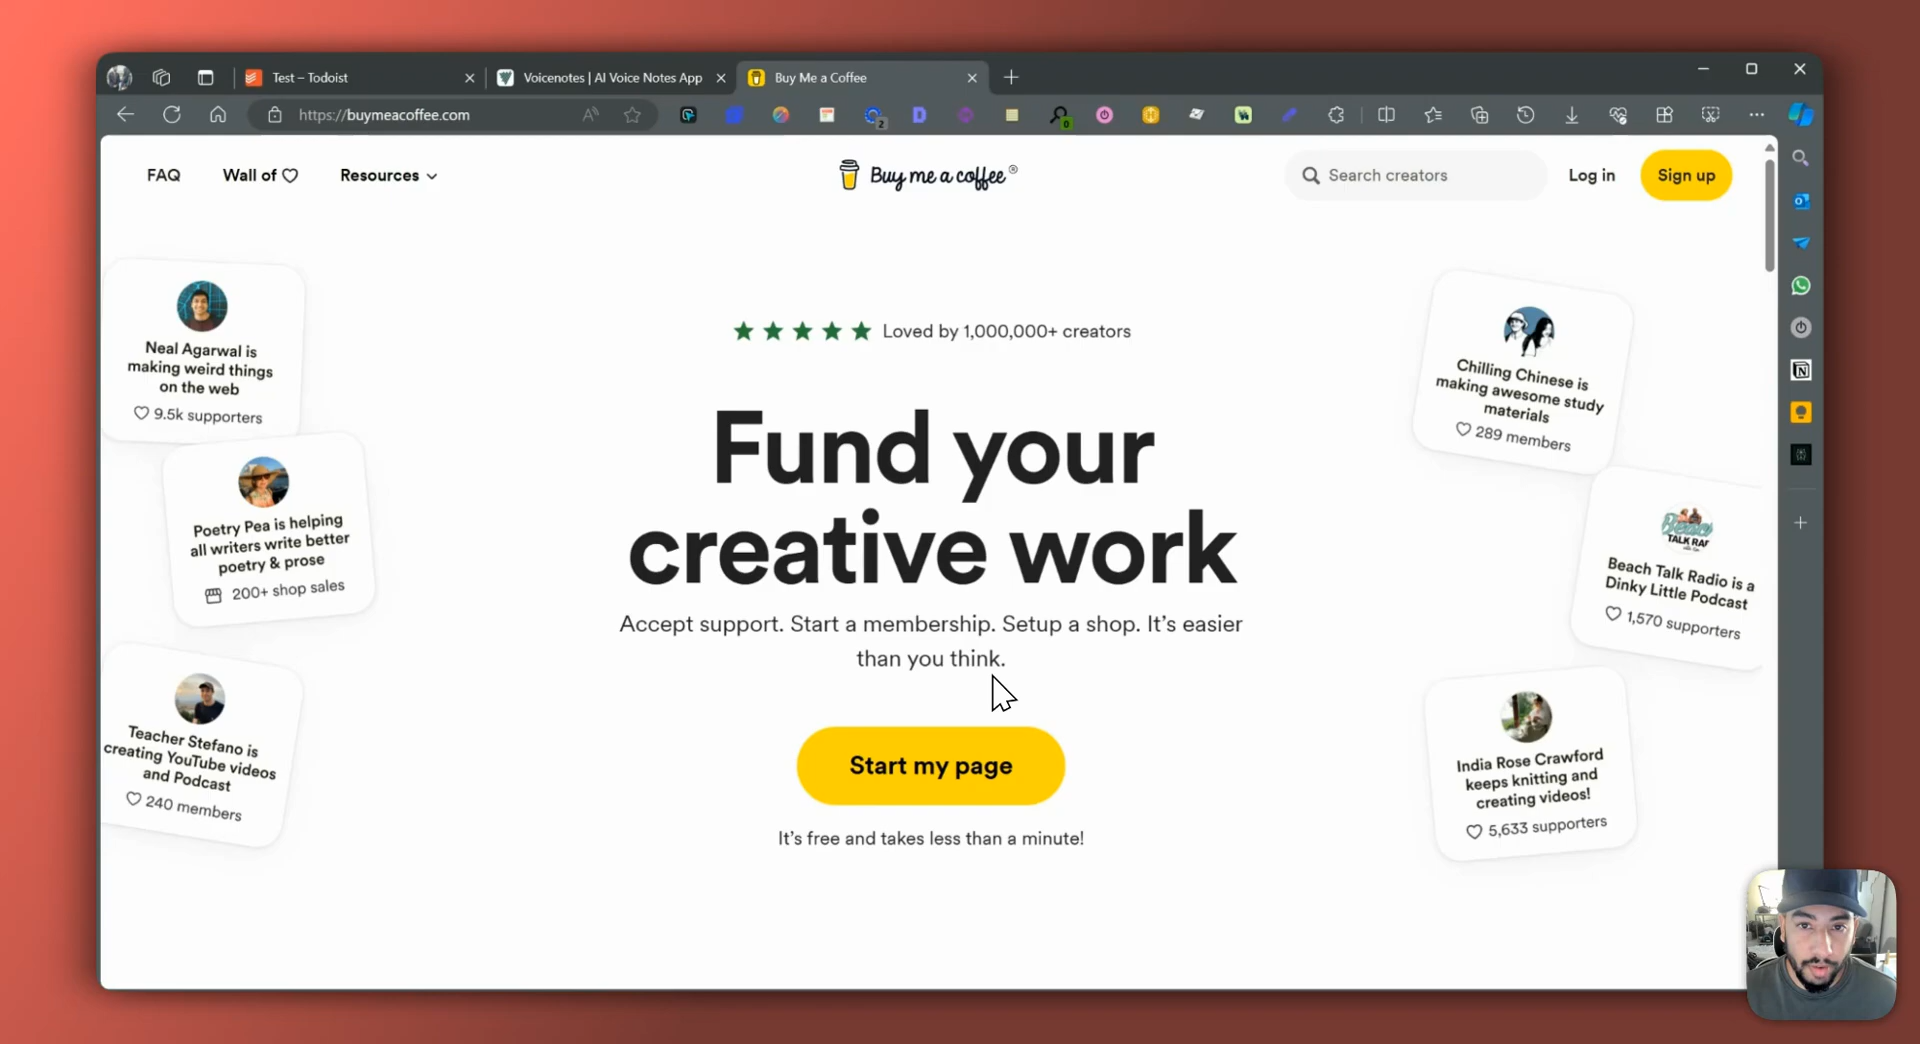 Test – Todoist
Voicenotes | AI Voice Notes App
Buy Me a Coffee
https://buymeacoffee.com
2
0
FAQ
Wall of
Resources
Buy me a coffee®
Search creators
Log in
Sign up
Neal Agarwal is
making weird things
on the web
9.5k supporters
Poetry Pea is helping
all writers write better
poetry & prose
200+ shop sales
Teacher Stefano is
creating YouTube videos
and Podcast
240 members
Loved by 1,000,000+ creators
Fund your
creative work
Accept support. Start a membership. Setup a shop. It’s easier
than you think.
Start my page
It’s free and takes less than a minute!
Chilling Chinese is
making awesome study
materials
289 members
Beach
TALK RAF
Beach Talk Radio is a
Dinky Little Podcast
1,570 supporters
India Rose Crawford
keeps knitting and
creating videos!
5,633 supporters